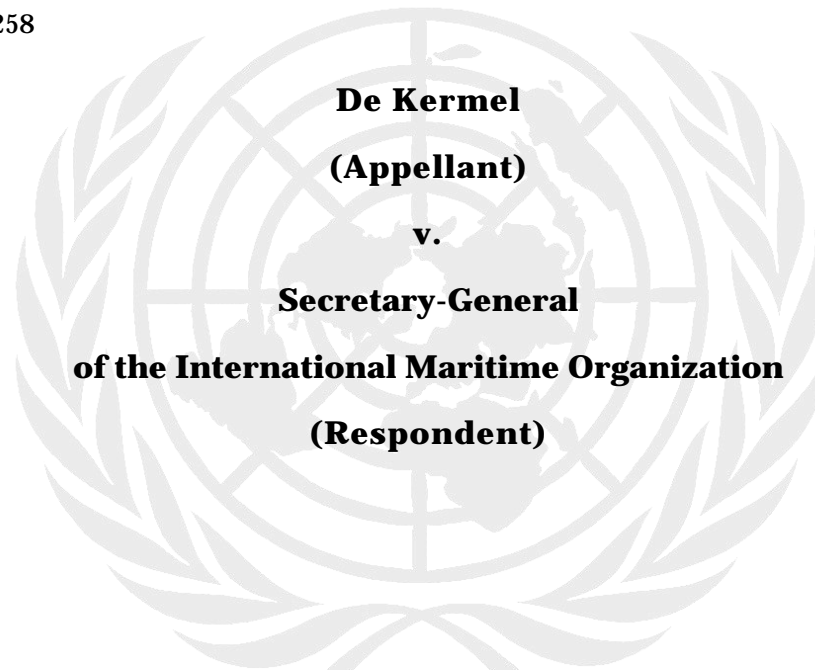 258
De Kermel
(Appellant)
v.
Secretary-General
of the International Maritime Organization
(Respondent)